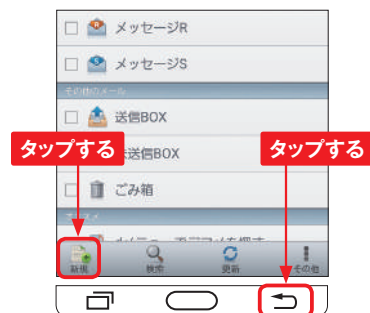 メッセージR
メッセージS
その他のメール
送信BOX
タップする
送信BOX
タップする
ごみ箱
新規
検索
更新
その他